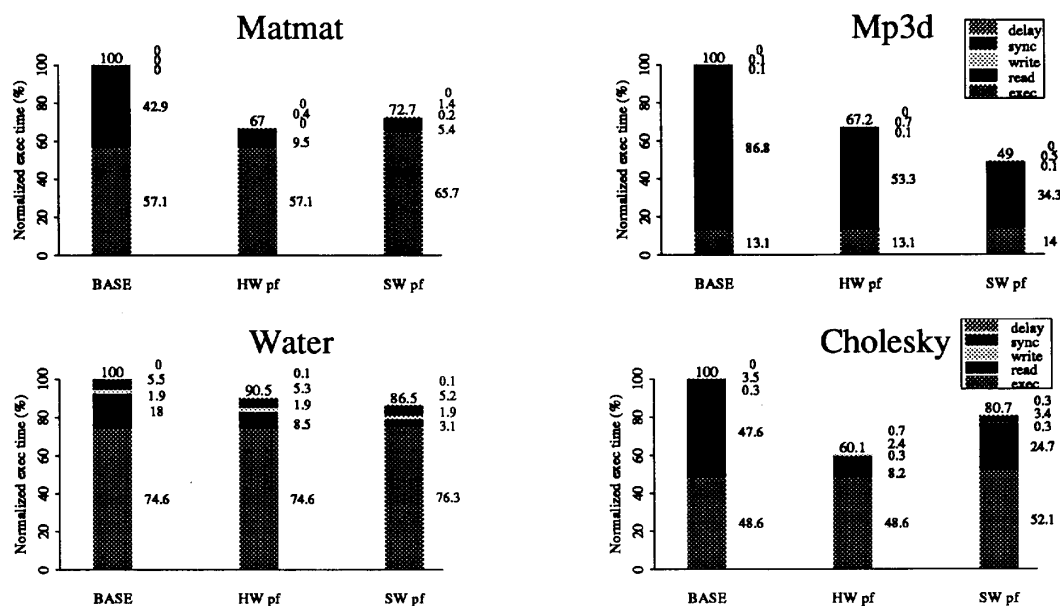 Matmat
Normalized exec time (%)
0 20 40 60 80 100
100
0
0
0
42.9
57.1
67
0
0.4
0
9.5
57.1
72.7
0
1.4
0.2
5.4
65.7
BASE HW pf SW pf
Mp3d
delay
sync
write
read
exec
Normalized exec time (%)
0 20 40 60 80 100
100
0
0.1
0.1
86.8
13.1
67.2
0
0.7
0.1
53.3
13.1
49
0
0.5
0.1
34.3
14
BASE HW pf SW pf
Water
Normalized exec time (%)
0 20 40 60 80 100
100
0
5.5
1.9
18
74.6
90.5
0.1
5.3
1.9
8.5
74.6
86.5
0.1
5.2
1.9
3.1
76.3
BASE HW pf SW pf
Cholesky
delay
sync
write
read
exec
Normalized exec time (%)
0 20 40 60 80 100
100
0
3.5
0.3
47.6
48.6
60.1
0.7
2.4
0.3
8.2
48.6
80.7
0.3
3.4
0.3
24.7
52.1
BASE HW pf SW pf